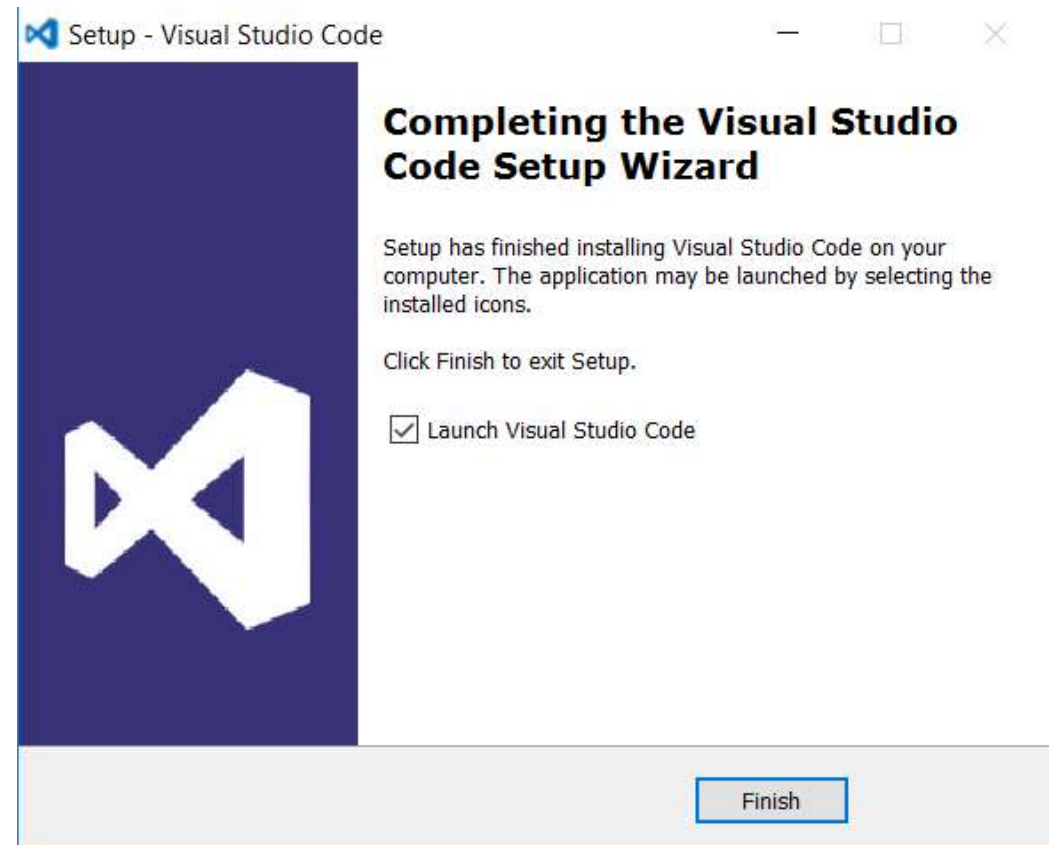 Setup - Visual Studio Code
Completing the Visual Studio
Code Setup Wizard
Setup has finished installing Visual Studio Code on your
computer. The application may be launched by selecting the
installed icons.
Click Finish to exit Setup.
Launch Visual Studio Code
Finish